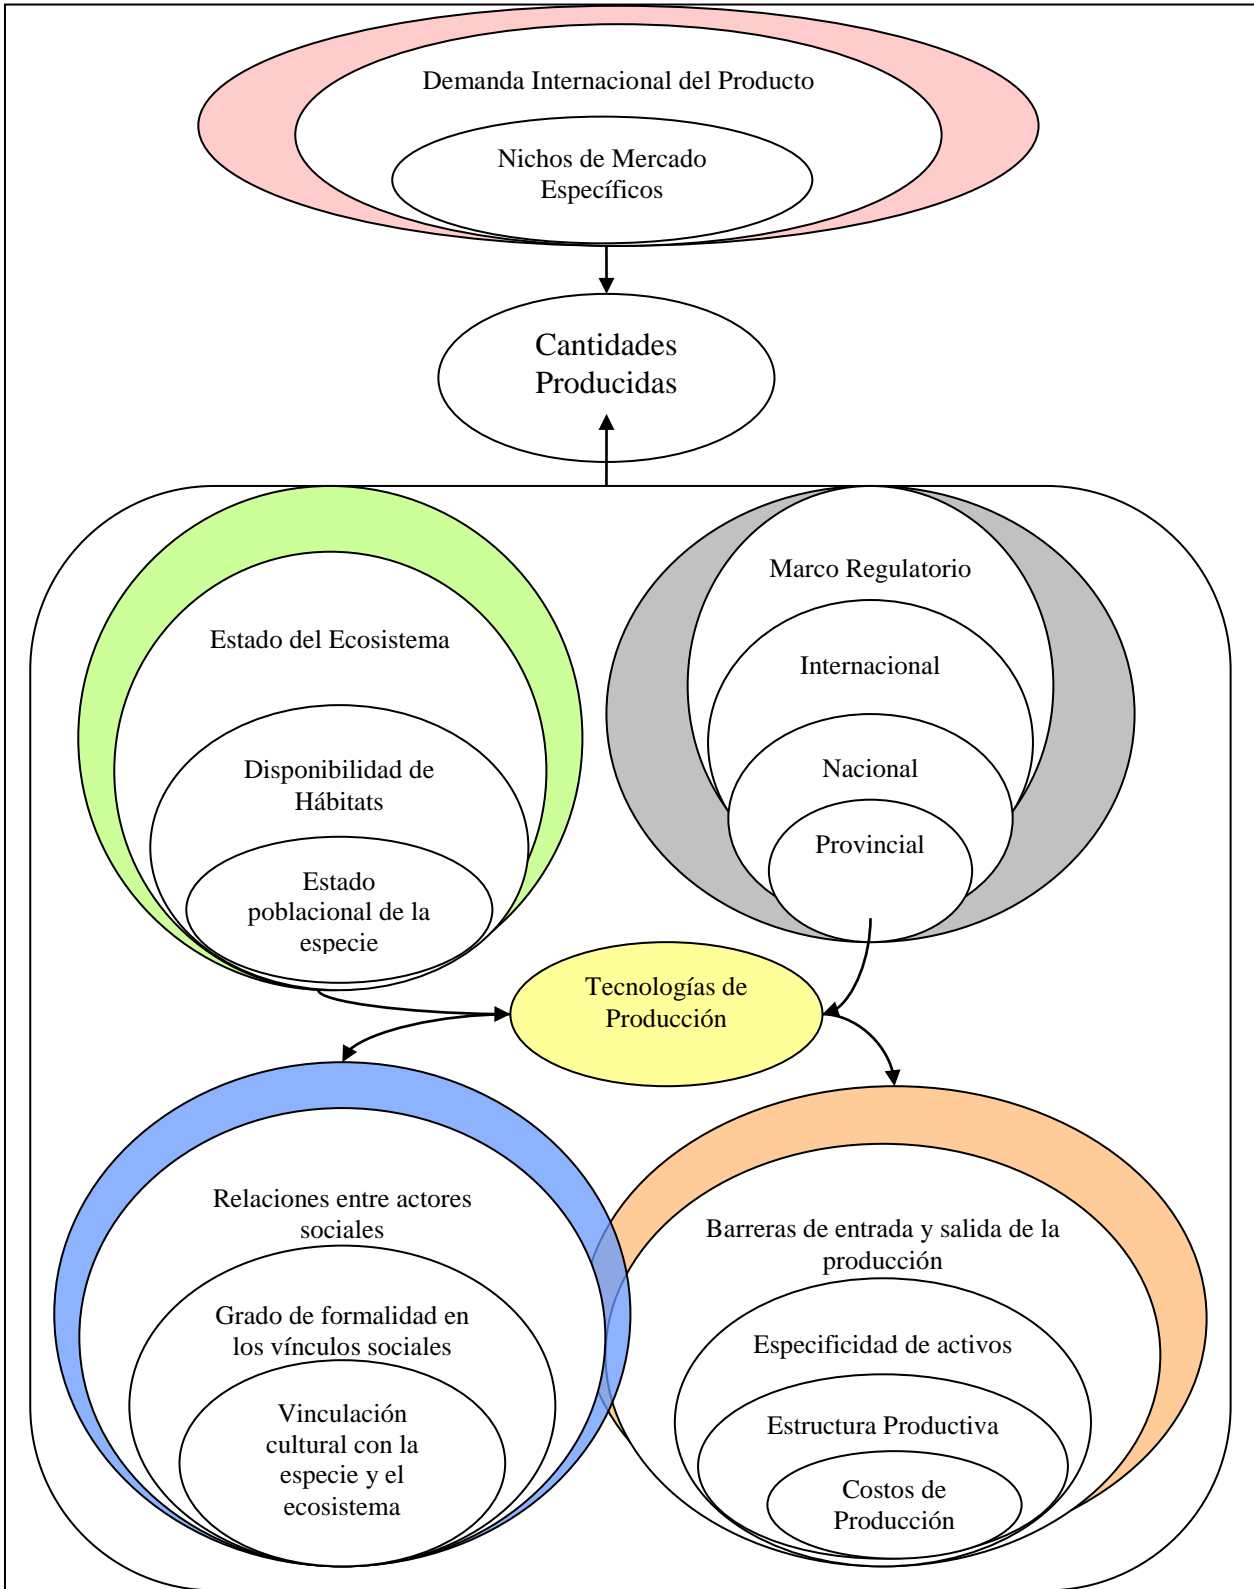 Demanda Internacional del Producto
Nichos de Mercado
Específicos
Cantidades
Producidas
Estado del Ecosistema
Disponibilidad de
Hábitats
Estado
poblacional de la
especie
Marco Regulatorio
Internacional
Nacional
Provincial
Tecnologías de
Producción
Relaciones entre actores
sociales
Grado de formalidad en
los vínculos sociales
Vinculación
cultural con la
especie y el
ecosistema
Barreras de entrada y salida de la
producción
Especificidad de activos
Estructura Productiva
Costos de
Producción